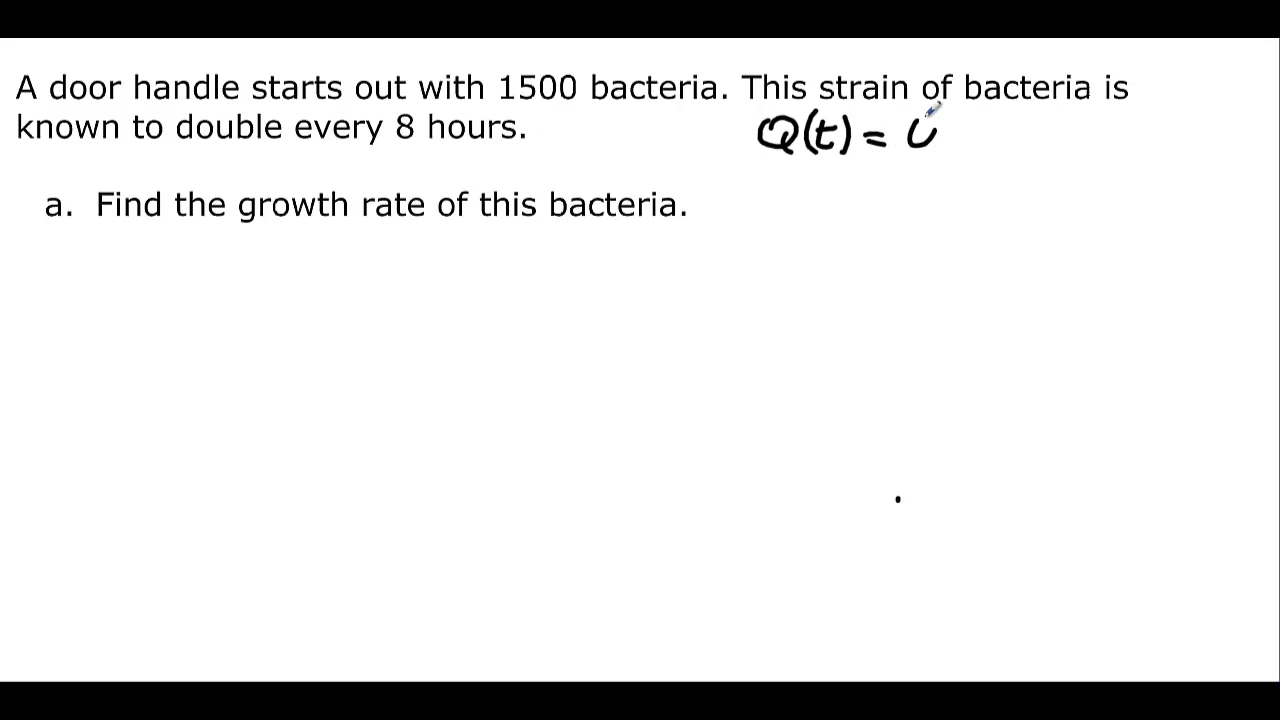 A door handle starts out with 1500 bacteria. This strain of bacteria is
known to double every 8 hours. Q(t) =
a. Find the growth rate of this bacteria.